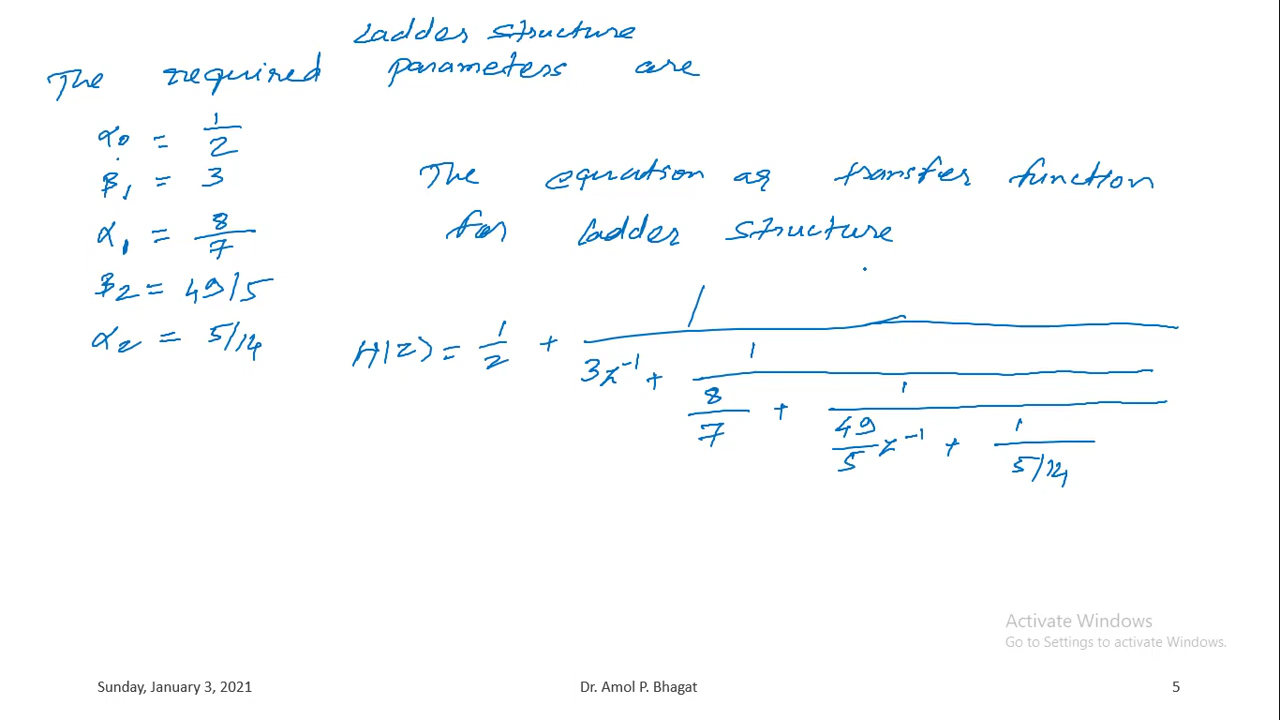 Ladder structure
The required parameters are
α₀ = 1/2
β₁ = 3
α₁ = 8/7
β₂ = 49/5
α₂ = 5/14
The equation as transfer function
for Ladder structure
H(z) = 1/2 + 1/(3z⁻¹ + 1/(8/7 + 1/(49/5 z⁻¹ + 1/(5/14))))
Activate Windows
Go to Settings to activate Windows.
Sunday, January 3, 2021 Dr. Amol P. Bhagat 5